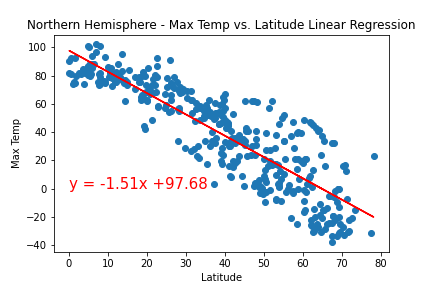 Northern Hemisphere - Max Temp vs. Latitude Linear Regression
100
80
60
40
20
0
−20
−40
Max Temp
y = -1.51x +97.68
0 10 20 30 40 50 60 70 80
Latitude